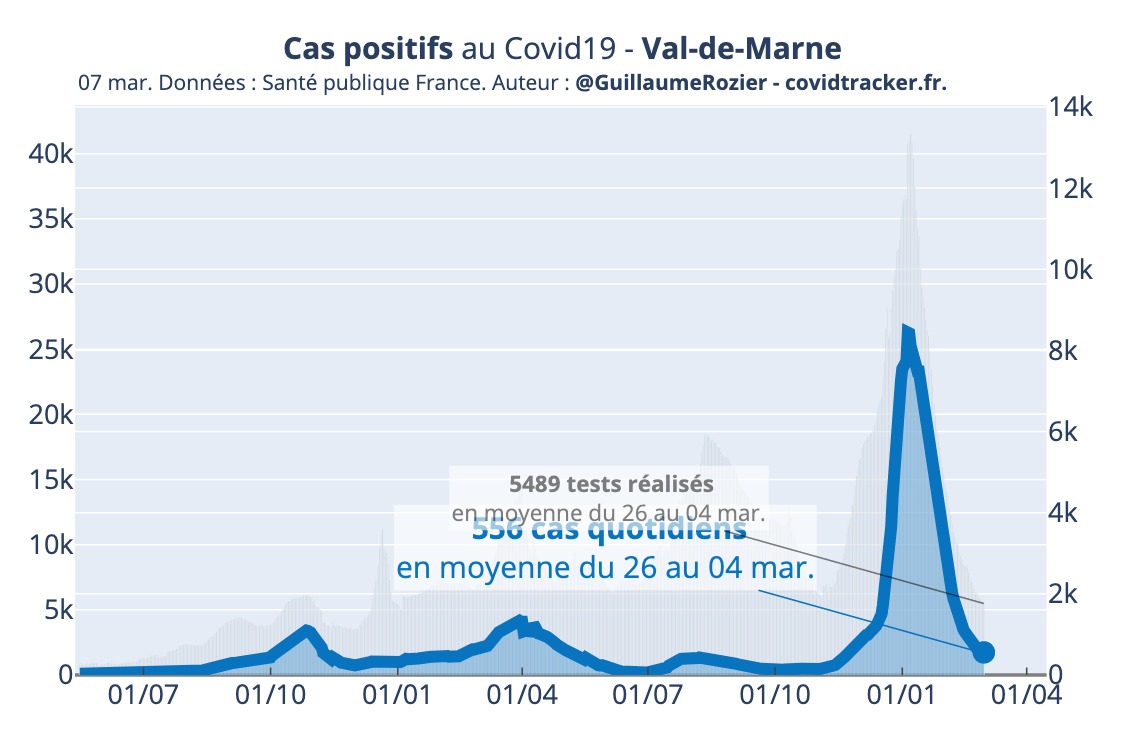 Cas positifs au Covid19 - Val-de-Marne
07 mar. Données : Santé publique France. Auteur : @GuillaumeRozier - covidtracker.fr.
14k
40k
12k
35k
10k
30k
25k
8k
20k
6k
15k
5489 tests réalisés
en moyenne du 26 au 04 mar.
4k
556 cas quotidiens
10k
en moyenne du 26 au 04 mar.
2k
5k
0
0
01/07 01/10 01/01 01/04 01/07 01/10 01/01 01/04